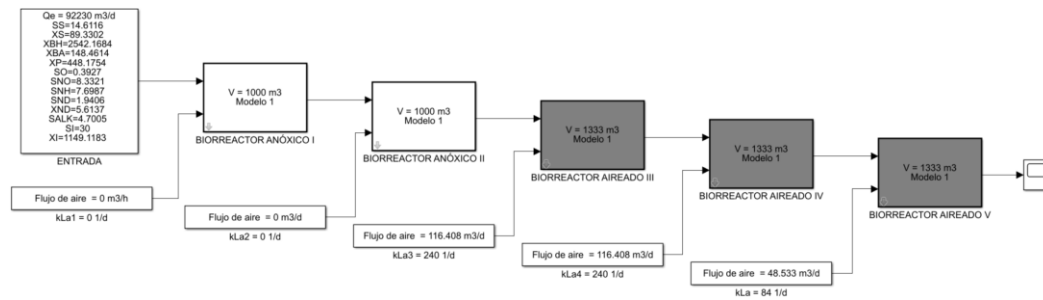 Qe = 92230 m3/d
SS=14.6116
XS=89.3302
XBH=2542.1684
XBA=148.4614
XP=448.1754
SO=0.3927
SNO=8.3321
SNH=7.6987
SND=1.9406
XND=5.6137
SALK=4.7005
SI=30
XI=1149.1183
ENTRADA
V = 1000 m3
Modelo 1
BIORREACTOR ANÓXICO I
V = 1000 m3
Modelo 1
BIORREACTOR ANÓXICO II
V = 1333 m3
Modelo 1
BIORREACTOR AIREADO III
V = 1333 m3
Modelo 1
BIORREACTOR AIREADO IV
V = 1333 m3
Modelo 1
BIORREACTOR AIREADO V
Flujo de aire = 0 m3/h
kLa1 = 0 1/d
Flujo de aire = 0 m3/d
kLa2 = 0 1/d
Flujo de aire = 116.408 m3/d
kLa3 = 240 1/d
Flujo de aire = 116.408 m3/d
kLa4 = 240 1/d
Flujo de aire = 48.533 m3/d
kLa = 84 1/d